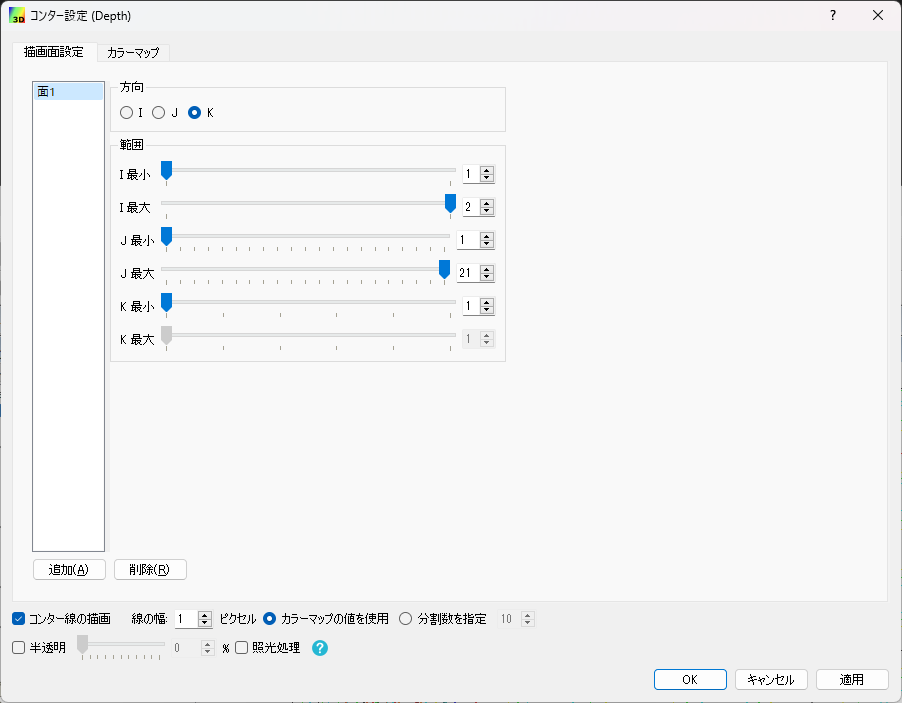 3D コンター設定 (Depth) ?
描画面設定 カラーマップ
面1
方向
I J K
範囲
I 最小 1
I 最大 2
J 最小 1
J 最大 21
K 最小 1
K 最大 1
追加(A) 削除(R)
コンター線の描画 線の幅: 1 ピクセル カラーマップの値を使用 分割数を指定 10
半透明 0 % 照光処理 ?
OK キャンセル 適用